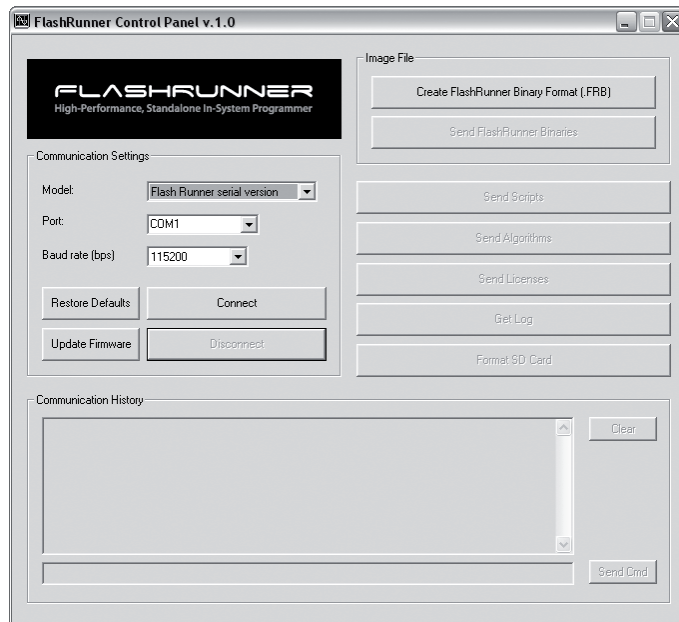 FlashRunner Control Panel v.1.0
FLASHRUNNER
High-Performance, Standalone In-System Programmer
Communication Settings
Model:
Flash Runner serial version
Port:
COM1
Baud rate (bps)
115200
Restore Defaults
Connect
Update Firmware
Disconnect
Image File
Create FlashRunner Binary Format (.FRB)
Send FlashRunner Binaries
Send Scripts
Send Algorithms
Send Licenses
Get Log
Format SD Card
Communication History
Clear
Send Cmd